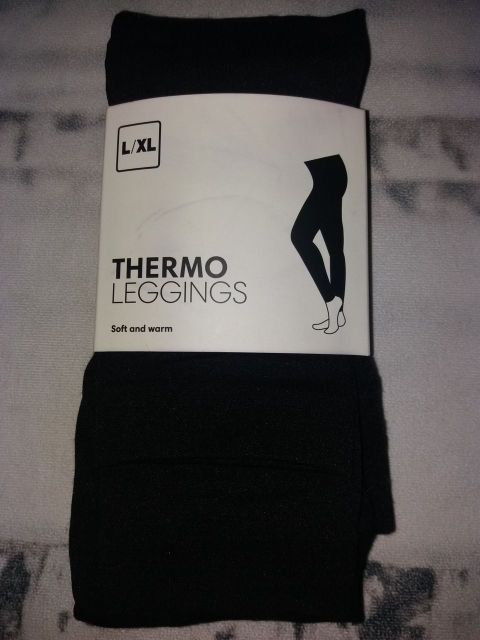 L/XL
THERMO
LEGGINGS
Soft and warm